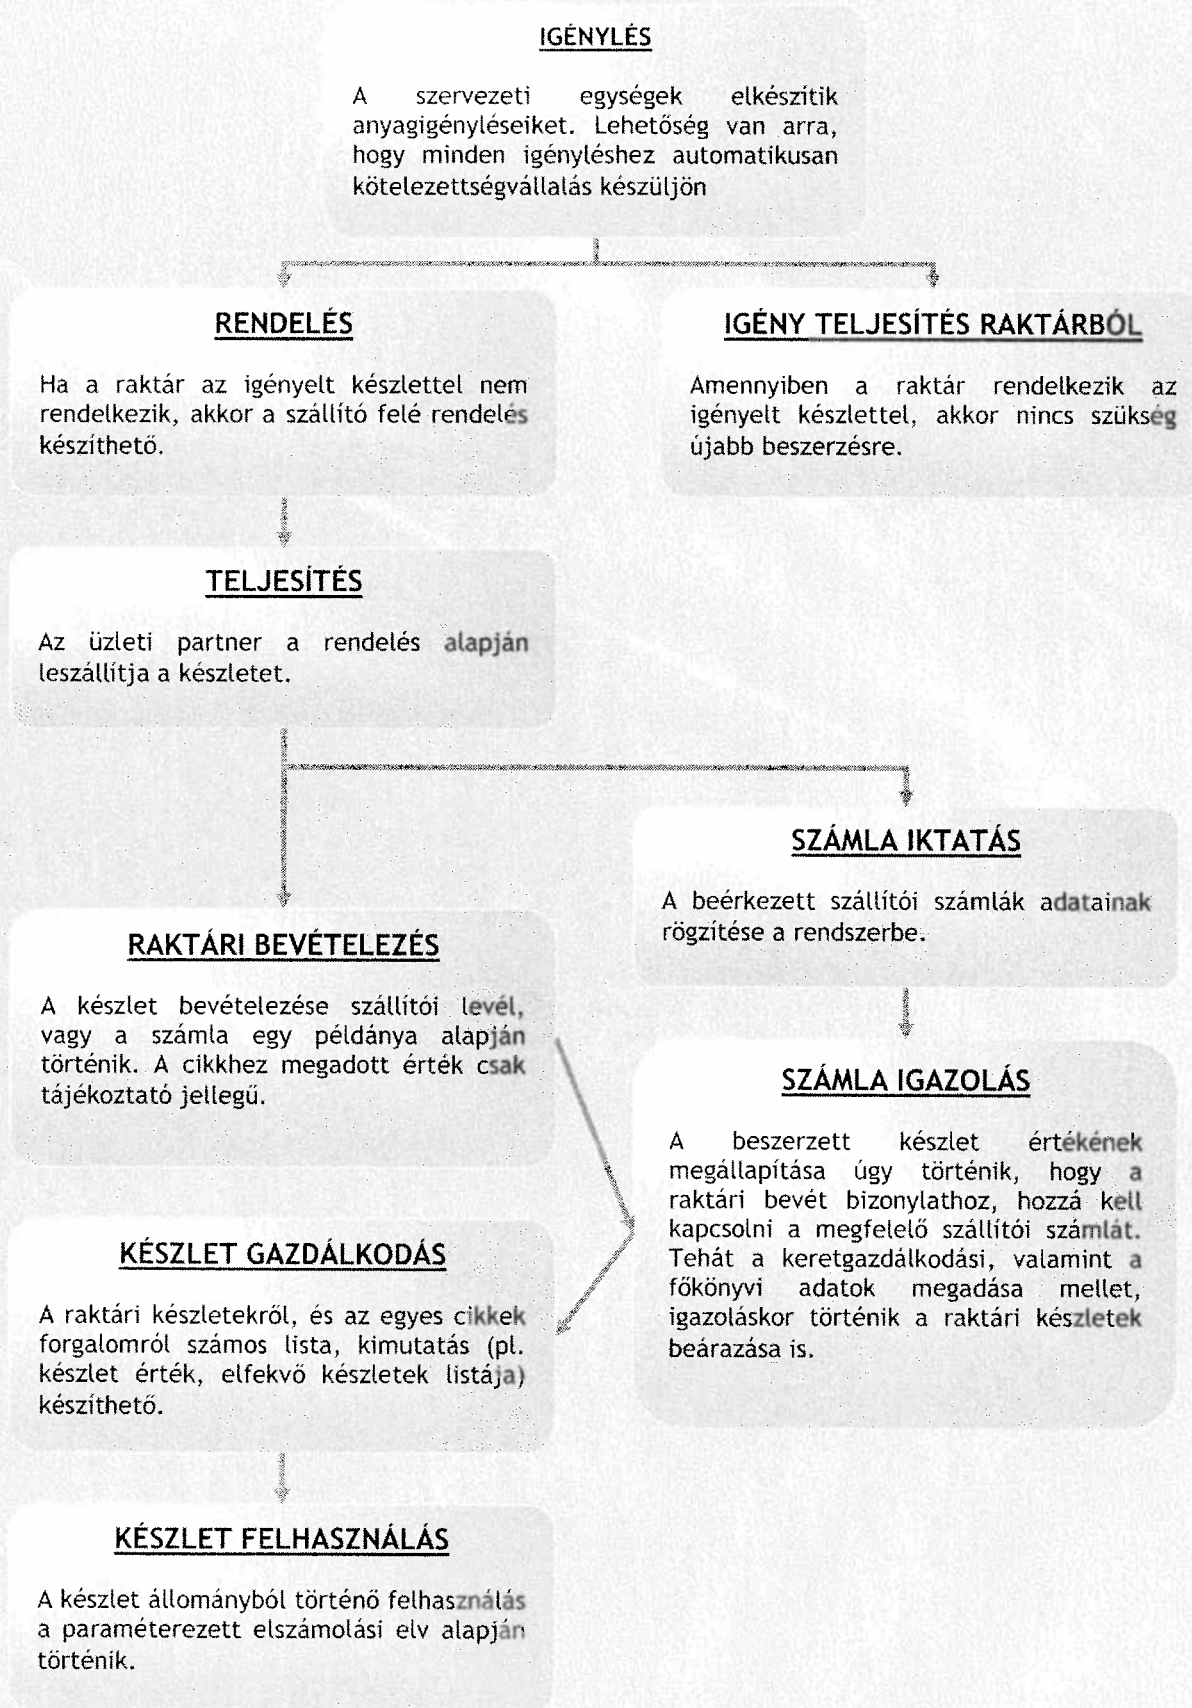 IGÉNYLÉS
A szervezeti egységek elkészítik
anyagigényléseiket. Lehetőség van arra,
hogy minden igényléshez automatikusan
kötelezettségvállalás készüljön
RENDELÉS
Ha a raktár az igényelt készlettel nem
rendelkezik, akkor a szállító felé rendelés
készíthető.
IGÉNY TELJESÍTÉS RAKTÁRBÓL
Amennyiben a raktár rendelkezik az
igényelt készlettel, akkor nincs szükség
újabb beszerzésre.
TELJESÍTÉS
Az üzleti partner a rendelés alapján
leszállítja a készletet.
SZÁMLA IKTATÁS
A beérkezett szállítói számlák adatainak
rögzítése a rendszerbe.
RAKTÁRI BEVÉTELEZÉS
A készlet bevételezése szállítói levél,
vagy a számla egy példánya alapján
történik. A cikkhez megadott érték csak
tájékoztató jellegű.
SZÁMLA IGAZOLÁS
A beszerzett készlet értékének
megállapítása úgy történik, hogy a
raktári bevét bizonylathoz, hozzá kell
kapcsolni a megfelelő szállítói számlát.
Tehát a keretgazdálkodási, valamint a
főkönyvi adatok megadása mellet,
igazoláskor történik a raktári készletek
beárazása is.
KÉSZLET GAZDÁLKODÁS
A raktári készletekről, és az egyes cikkek
forgalomról számos lista, kimutatás (pl.
készlet érték, elfekvő készletek listája)
készíthető.
KÉSZLET FELHASZNÁLÁS
A készlet állományból történő felhasználás
a paraméterezett elszámolási elv alapján
történik.